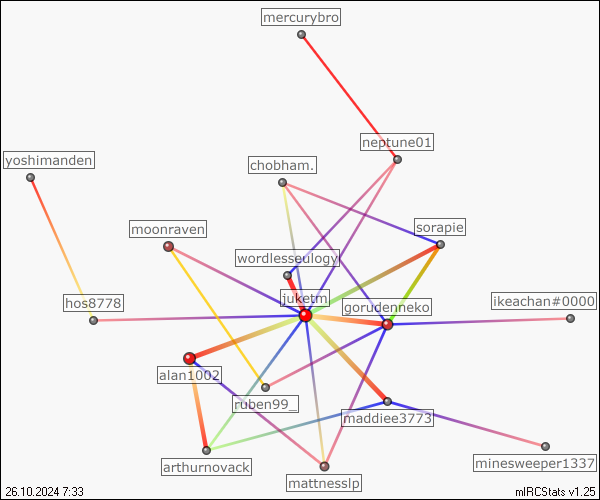 mercurybro
neptune01
yoshimanden
chobham.
sorapie
moonraven
wordlesseulogy
juketm
gorudenneko
hos8778
ikeachan#0000
alan1002
ruben99_
maddiee3773
arthurnovack
minesweeper1337
mattnesslp
26.10.2024 7:33
mIRCStats v1.25